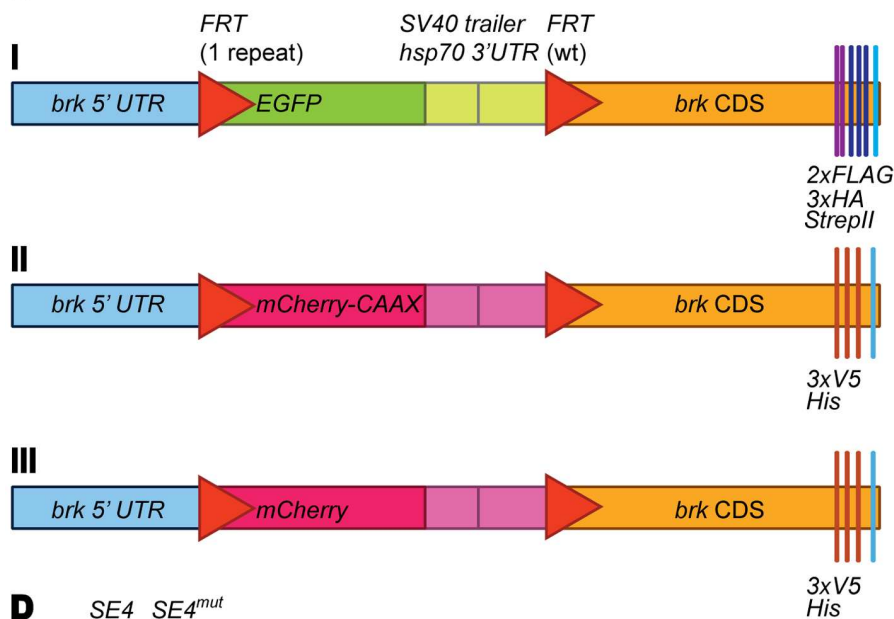 FRT SV40 trailer FRT
(1 repeat) hsp70 3'UTR (wt)
I
brk 5' UTR EGFP brk CDS
2xFLAG
3xHA
StrepII
II
brk 5' UTR mCherry-CAAX brk CDS
3xV5
His
III
brk 5' UTR mCherry brk CDS
3xV5
His
D SE4 SE4mut